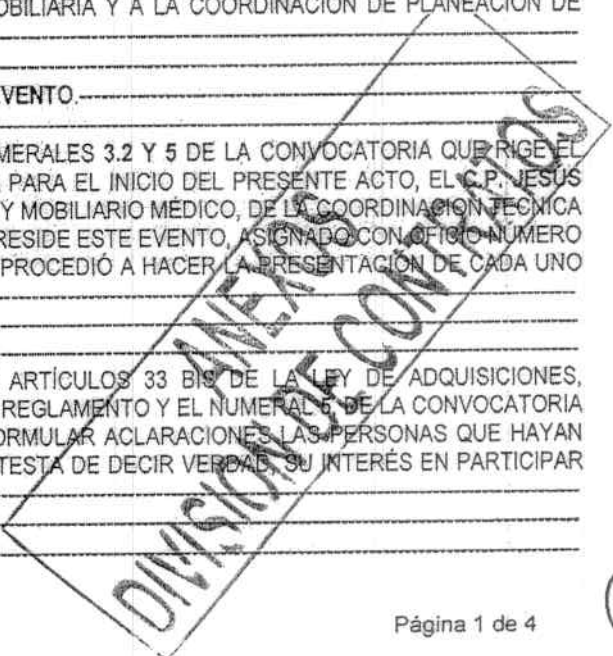 MOBILIARIA Y A LA COORDINACIÓN DE PLANEACIÓN DE
EVENTO.
MERALES 3.2 Y 5 DE LA CONVOCATORIA QUE RIGE EL
PARA EL INICIO DEL PRESENTE ACTO, EL C.P. JESÚS
Y MOBILIARIO MÉDICO, DE LA COORDINACIÓN TÉCNICA
RESIDE ESTE EVENTO, ASIGNADO CON OFICIO NÚMERO
PROCEDIÓ A HACER LA PRESENTACIÓN DE CADA UNO
ARTÍCULOS 33 BIS DE LA LEY DE ADQUISICIONES,
REGLAMENTO Y EL NUMERAL 5, DE LA CONVOCATORIA
ORMULAR ACLARACIONES LAS PERSONAS QUE HAYAN
TESTA DE DECIR VERDAD, SU INTERÉS EN PARTICIPAR
ANEXOS
DIVISION DE CONTRATOS
Página 1 de 4